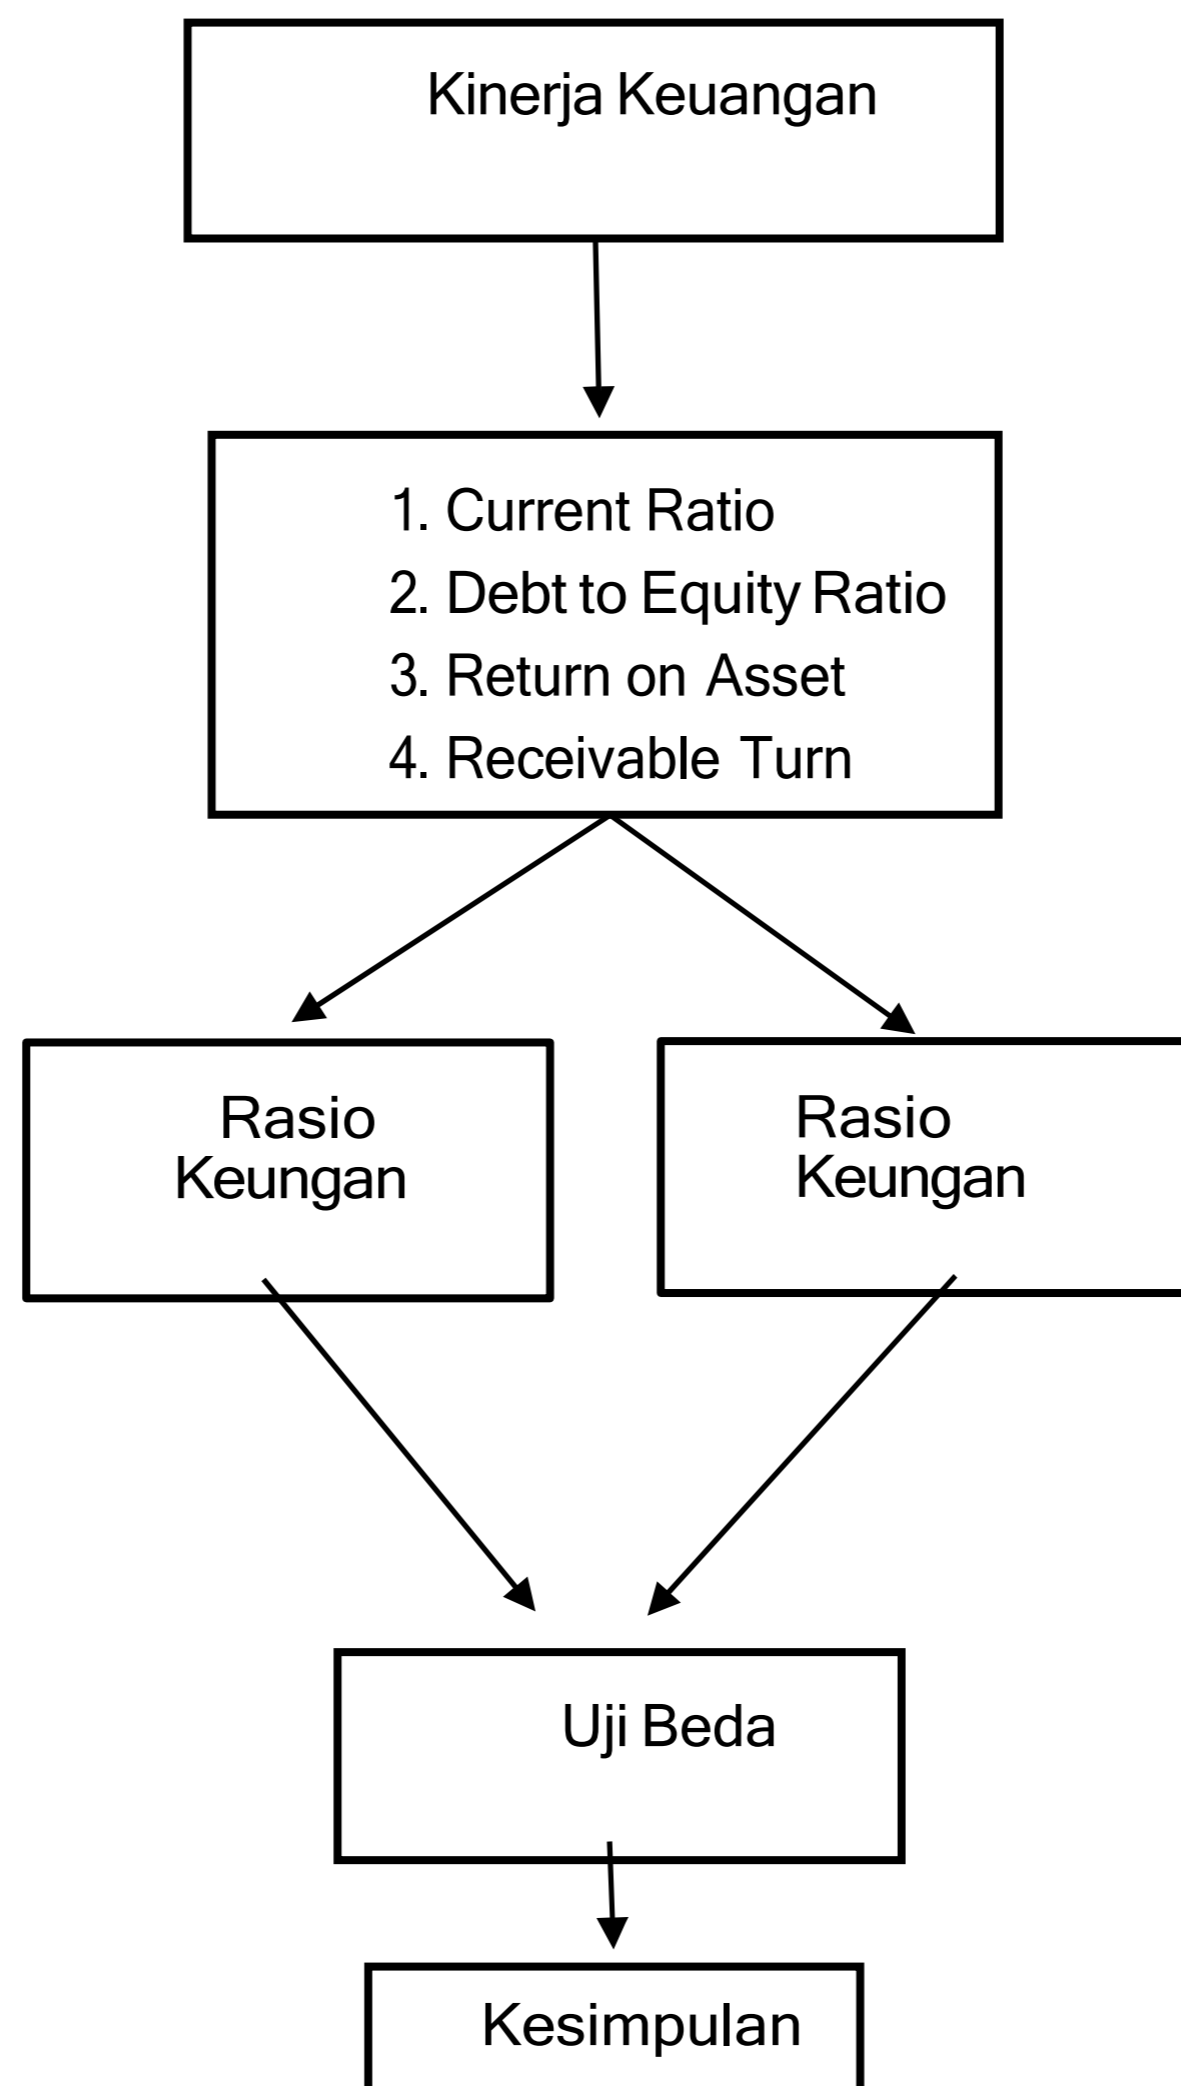 Kinerja Keuangan
1. Current Ratio
2. Debt to Equity Ratio
3. Return on Asset
4. Receivable Turn
Rasio
Keungan
Rasio
Keungan
Uji Beda
Kesimpulan